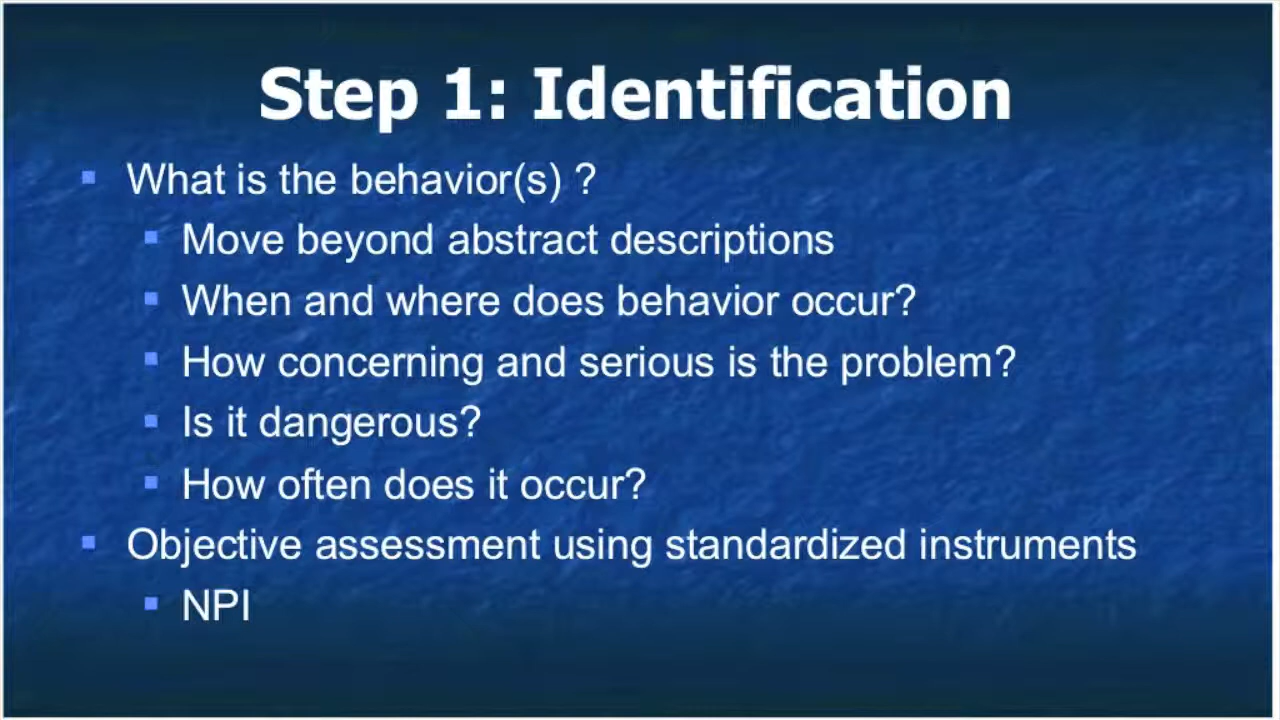 Step 1: Identification
What is the behavior(s) ?
Move beyond abstract descriptions
When and where does behavior occur?
How concerning and serious is the problem?
Is it dangerous?
How often does it occur?
Objective assessment using standardized instruments
NPI